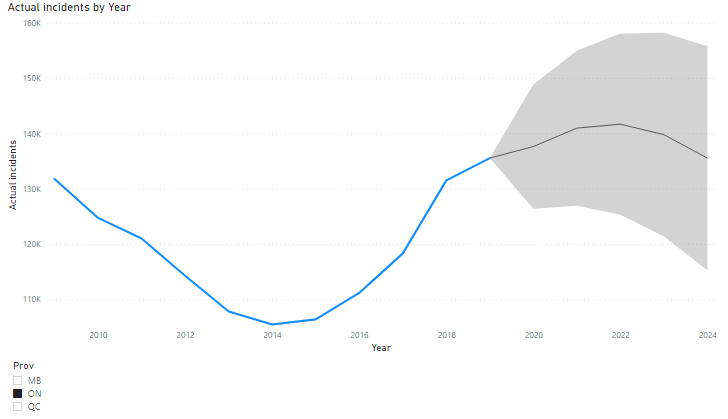 Actual incidents by Year
160K
150K
140K
130K
120K
110K
Actual incidents
2010 2012 2014 2016 2018 2020 2022 2024
Year
Prov
MB
ON
QC